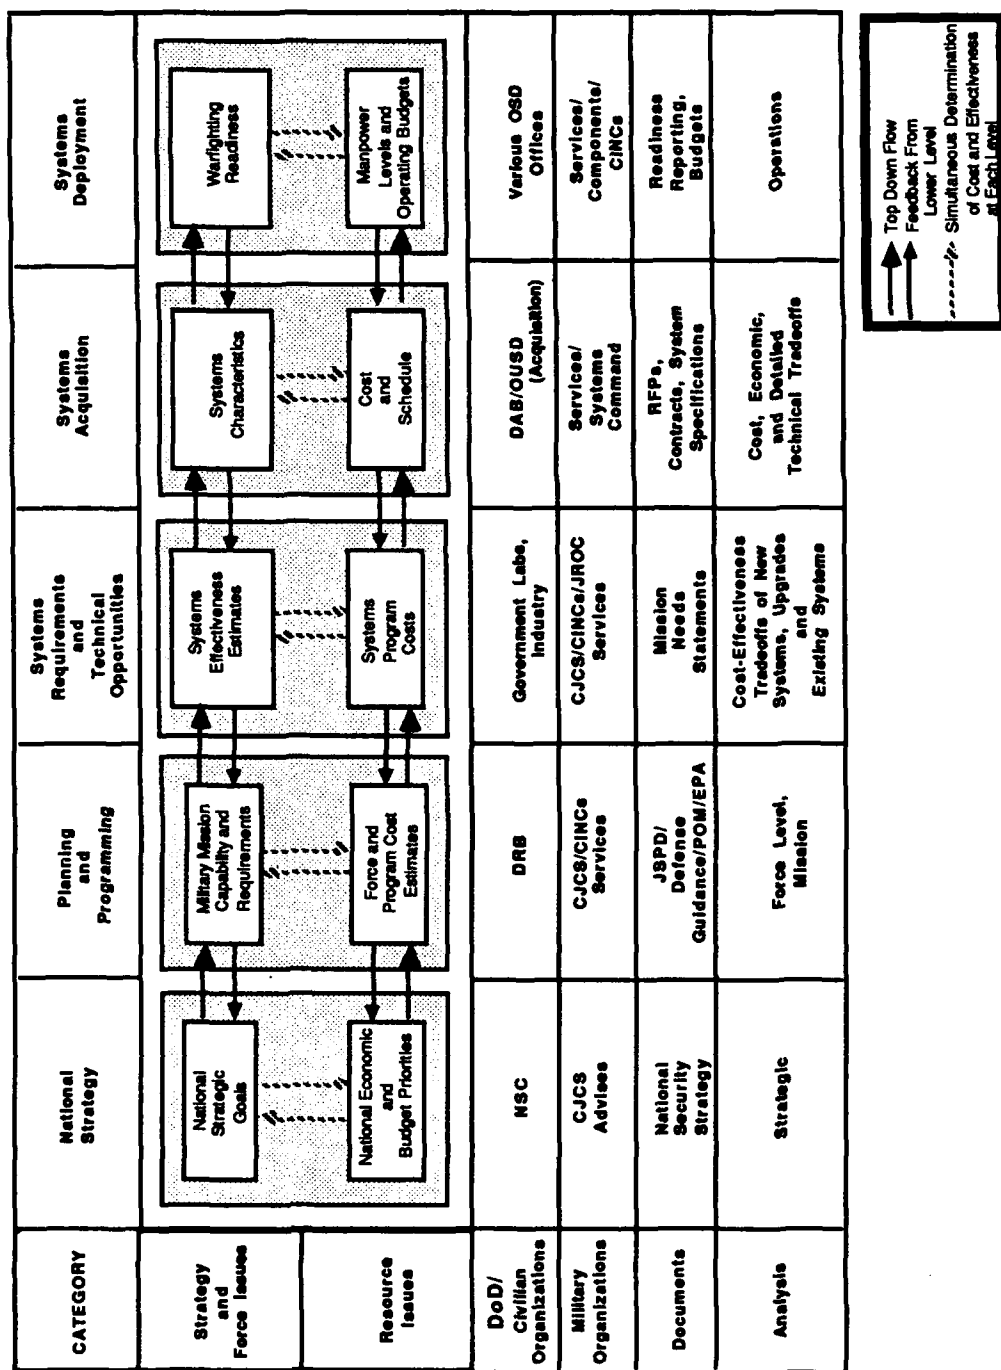 CATEGORY
National
Strategy
Planning
and
Programming
Systems
Requirements
and
Technical
Opportunities
Systems
Acquisition
Systems
Deployment
Strategy
and
Force Issues
National
Strategic
Goals
Military Mission
Capability and
Requirements
Systems
Effectiveness
Estimates
Systems
Characteristics
Warfighting
Readiness
Resource
Issues
National Economic
and
Budget Priorities
Force and
Program Cost
Estimates
Systems
Program
Costs
Cost
and
Schedule
Manpower
Levels and
Operating Budgets
DoD/
Civilian
Organizations
NSC
DRB
Government Labs,
Industry
DAB/OUSD
(Acquisition)
Various OSD
Offices
Military
Organizations
CJCS
Advises
CJCS/CINCs
Services
CJCS/CINCs/JROC
Services
Services/
Systems
Command
Services/
Components/
CINCs
Documents
National
Security
Strategy
JSPD/
Defense
Guidance/POM/EPA
Mission
Needs
Statements
RFPs,
Contracts, System
Specifications
Readiness
Reporting,
Budgets
Analysis
Strategic
Force Level,
Mission
Cost-Effectiveness
Tradeoffs of New
Systems, Upgrades
and
Existing Systems
Cost, Economic,
and Detailed
Technical Tradeoffs
Operations
Top Down Flow
Feedback From
Lower Level
Simultaneous Determination
of Cost and Effectiveness
at Each Level